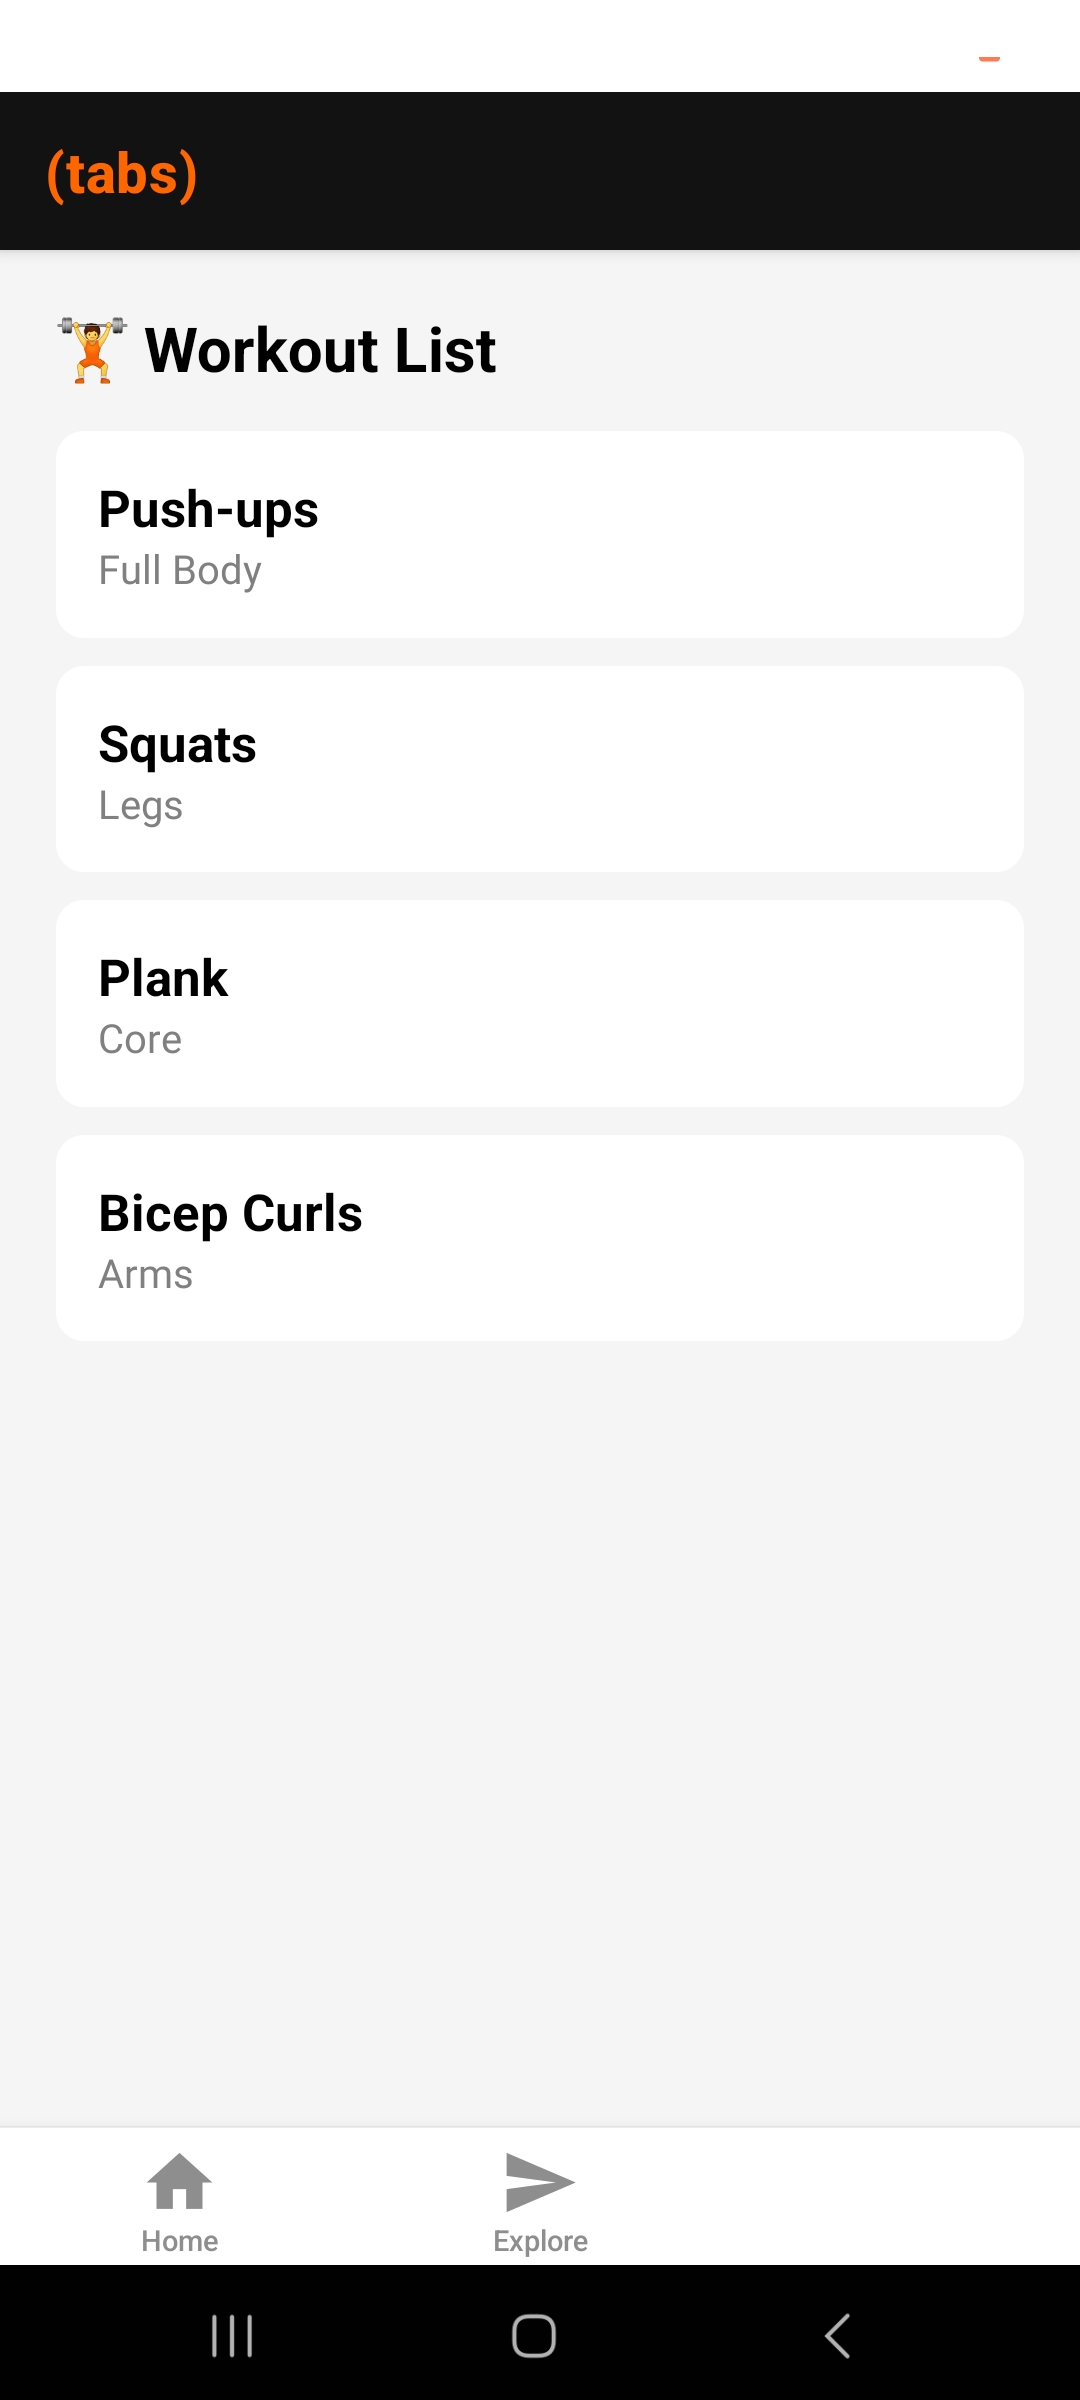 (tabs)
Workout List
Push-ups
Full Body
Squats
Legs
Plank
Core
Bicep Curls
Arms
Home
Explore